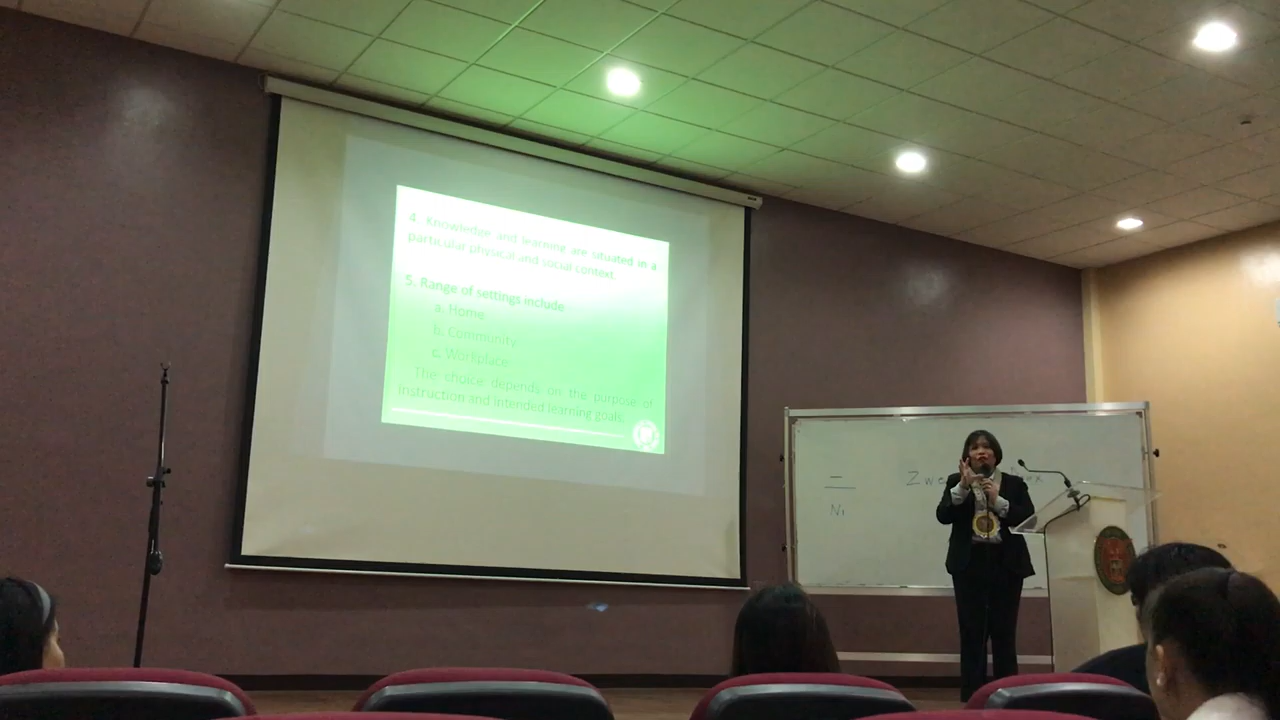 4. Knowledge and learning are situated in a
particular physical and social context.
5. Range of settings include
a. Home
b. Community
c. Workplace
The choice depends on the purpose of
instruction and intended learning goals.